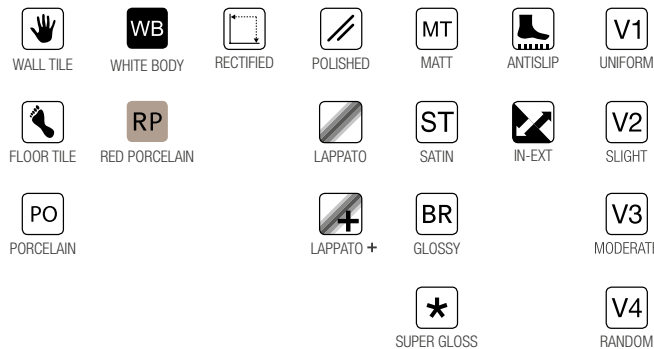 WB MT V1
WALL TILE WHITE BODY RECTIFIED POLISHED MATT ANTISLIP UNIFORM
RP ST V2
FLOOR TILE RED PORCELAIN LAPPATO SATIN IN-EXT SLIGHT
PO BR V3
PORCELAIN LAPPATO + GLOSSY MODERATE
V4
SUPER GLOSS RANDOM